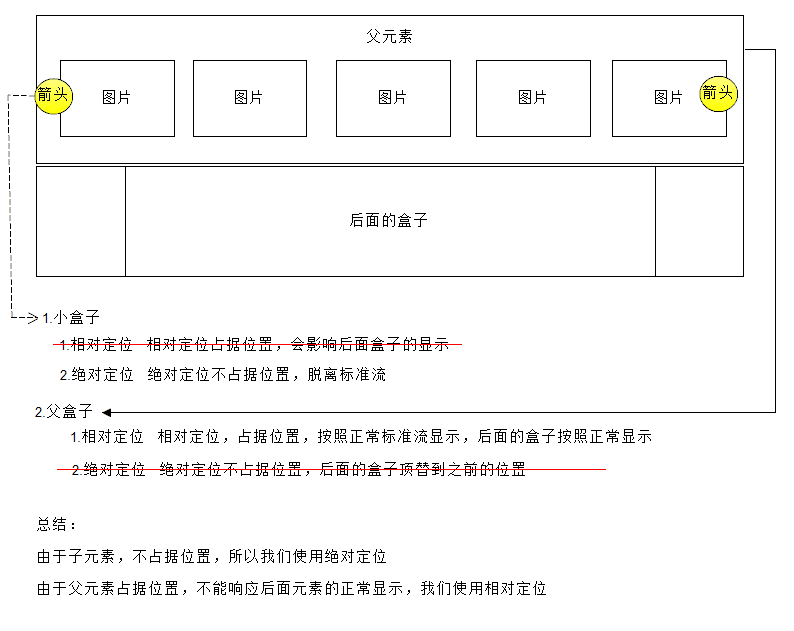 父元素
箭头 图片 图片 图片 图片 图片 箭头
后面的盒子
1.小盒子
1.相对定位 相对定位占据位置，会影响后面盒子的显示
2.绝对定位 绝对定位不占据位置，脱离标准流
2.父盒子
1.相对定位 相对定位，占据位置，按照正常标准流显示，后面的盒子按照正常显示
2.绝对定位 绝对定位不占据位置，后面的盒子顶替到之前的位置
总结：
由于子元素，不占据位置，所以我们使用绝对定位
由于父元素占据位置，不能响应后面元素的正常显示，我们使用相对定位